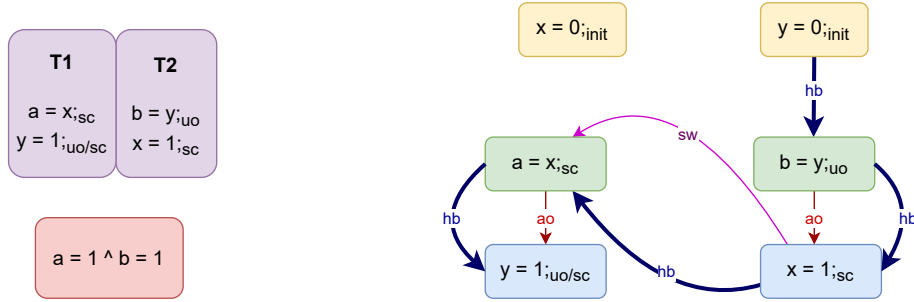 T1
a = x;sc
y = 1;uo/sc
T2
b = y;uo
x = 1;sc
a = 1 ^ b = 1
x = 0;init
y = 0;init
hb
sw
a = x;sc
b = y;uo
hb
ao
ao
hb
hb
y = 1;uo/sc
x = 1;sc